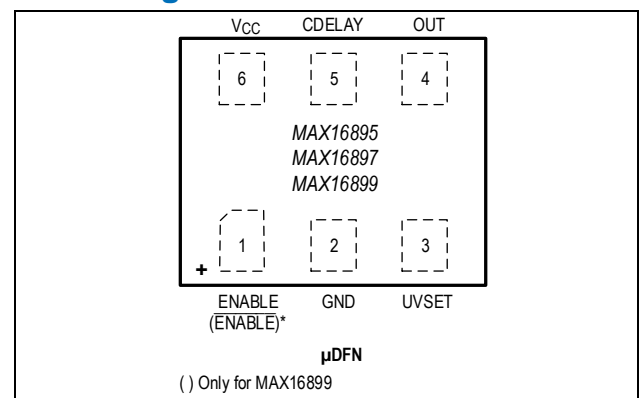 VCC CDELAY OUT
6 5 4
MAX16895
MAX16897
MAX16899
1 2 3
+
ENABLE GND UVSET
(ENABLE)*
µDFN
( ) Only for MAX16899